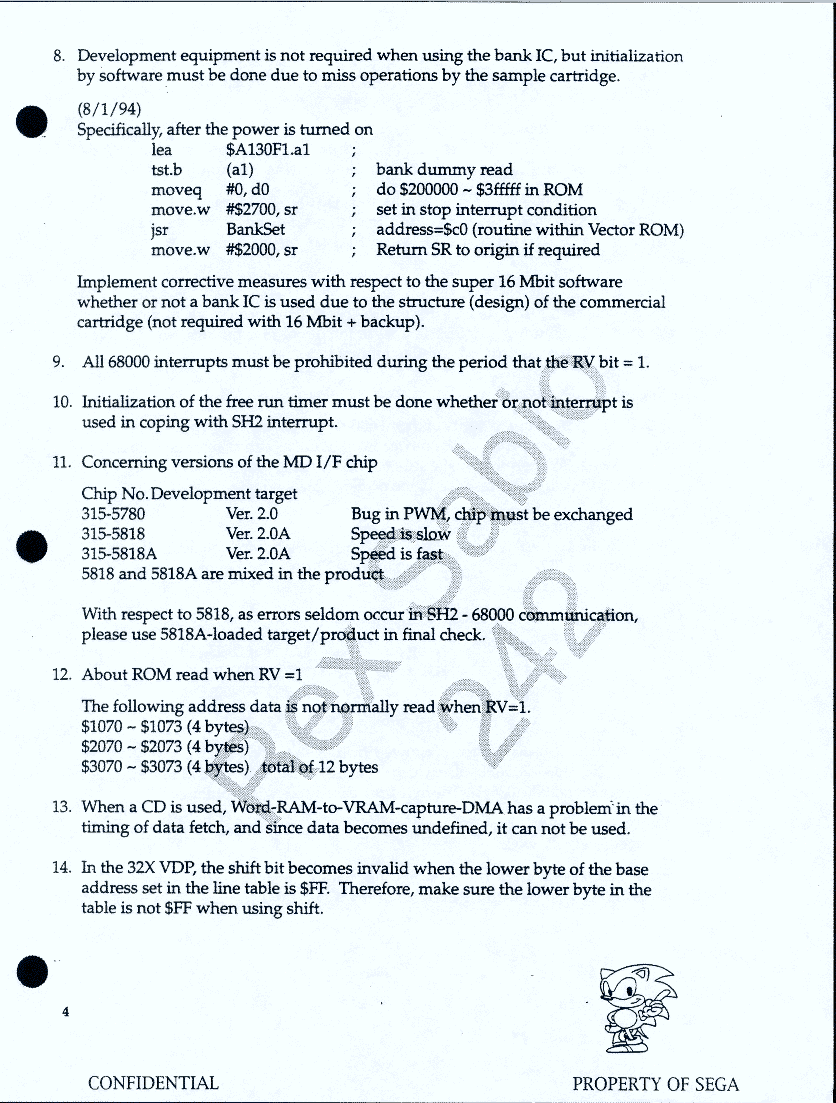 8. Development equipment is not required when using the bank IC, but initialization
by software must be done due to miss operations by the sample cartridge.
(8/1/94)
Specifically, after the power is turned on
lea $A130F1.a1 ;
tst.b (a1) ; bank dummy read
moveq #0, d0 ; do $200000 ~ $3fffff in ROM
move.w #$2700, sr ; set in stop interrupt condition
jsr BankSet ; address=$c0 (routine within Vector ROM)
move.w #$2000, sr ; Return SR to origin if required
Implement corrective measures with respect to the super 16 Mbit software
whether or not a bank IC is used due to the structure (design) of the commercial
cartridge (not required with 16 Mbit + backup).
9. All 68000 interrupts must be prohibited during the period that the RV bit = 1.
10. Initialization of the free run timer must be done whether or not interrupt is
used in coping with SH2 interrupt.
11. Concerning versions of the MD I/F chip
Chip No. Development target
315-5780 Ver. 2.0 Bug in PWM, chip must be exchanged
315-5818 Ver. 2.0A Speed is slow
315-5818A Ver. 2.0A Speed is fast
5818 and 5818A are mixed in the product
With respect to 5818, as errors seldom occur in SH2 - 68000 communication,
please use 5818A-loaded target/product in final check.
12. About ROM read when RV =1
The following address data is not normally read when RV=1.
$1070 ~ $1073 (4 bytes)
$2070 ~ $2073 (4 bytes)
$3070 ~ $3073 (4 bytes) total of 12 bytes
13. When a CD is used, Word-RAM-to-VRAM-capture-DMA has a problem in the
timing of data fetch, and since data becomes undefined, it can not be used.
14. In the 32X VDP, the shift bit becomes invalid when the lower byte of the base
address set in the line table is $FF. Therefore, make sure the lower byte in the
table is not $FF when using shift.
Rex Sabio
242
4
CONFIDENTIAL PROPERTY OF SEGA